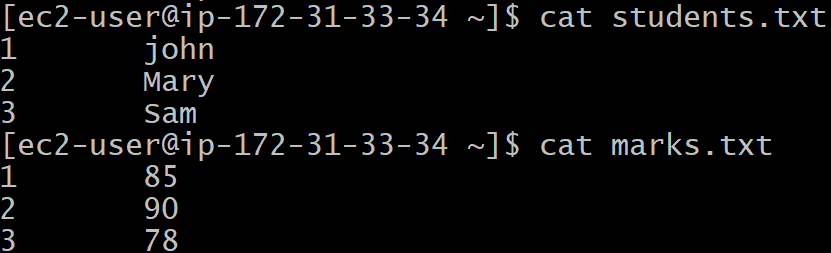 [ec2-user@ip-172-31-33-34 ~]$ cat students.txt
1       john
2       Mary
3       Sam
[ec2-user@ip-172-31-33-34 ~]$ cat marks.txt
1       85
2       90
3       78